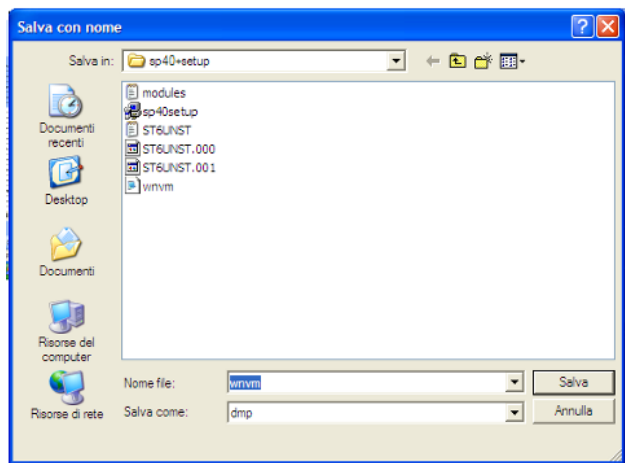 Salva con nome
Salva in: sp40+setup
Documenti recenti
Desktop
Documenti
Risorse del computer
Risorse di rete
modules
sp40setup
ST6UNST
ST6UNST.000
ST6UNST.001
wnvm
Nome file: wnvm Salva
Salva come: dmp Annulla